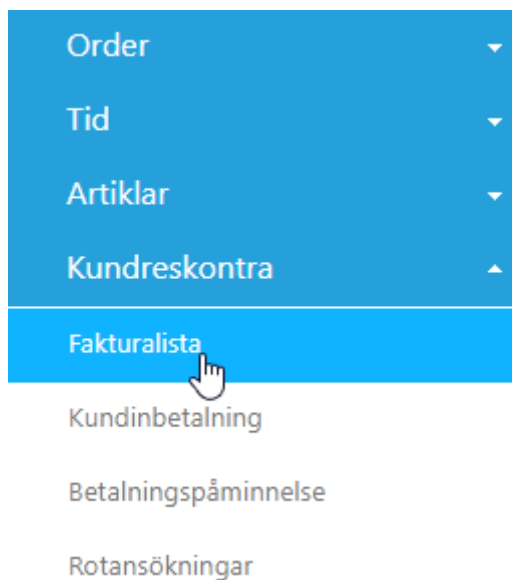 Order
Tid
Artiklar
Kundreskontra
Fakturalista
Kundinbetalning
Betalningspåminnelse
Rotansökningar